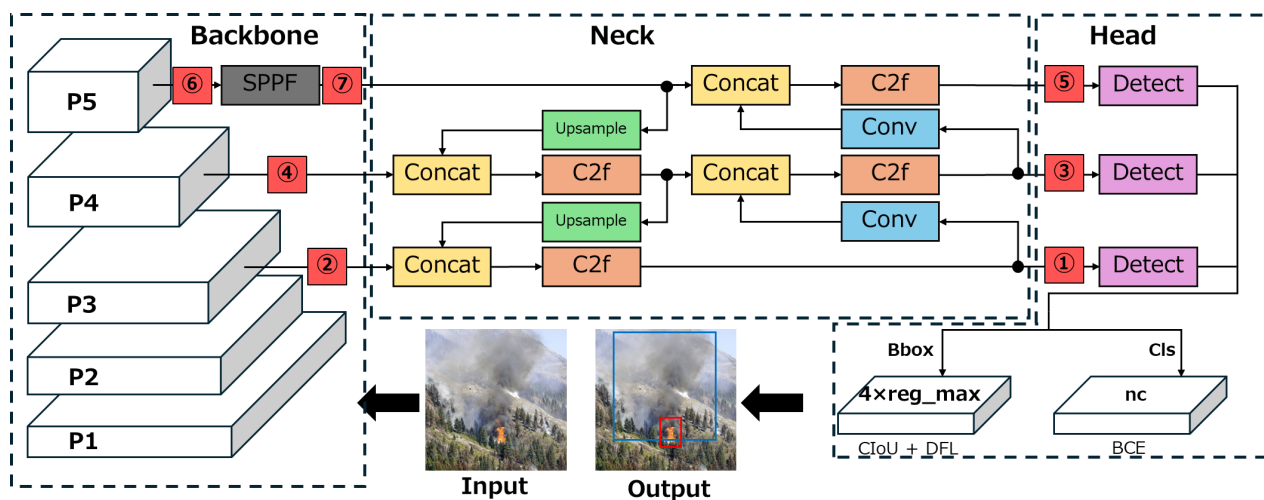 Backbone
Neck
Head
P5
⑥
SPPF
⑦
Concat
C2f
⑤
Detect
Upsample
Conv
P4
④
Concat
C2f
Concat
C2f
③
Detect
Upsample
Conv
P3
②
Concat
C2f
①
Detect
P2
P1
Bbox
Cls
4×reg_max
nc
CIoU + DFL
BCE
Input
Output